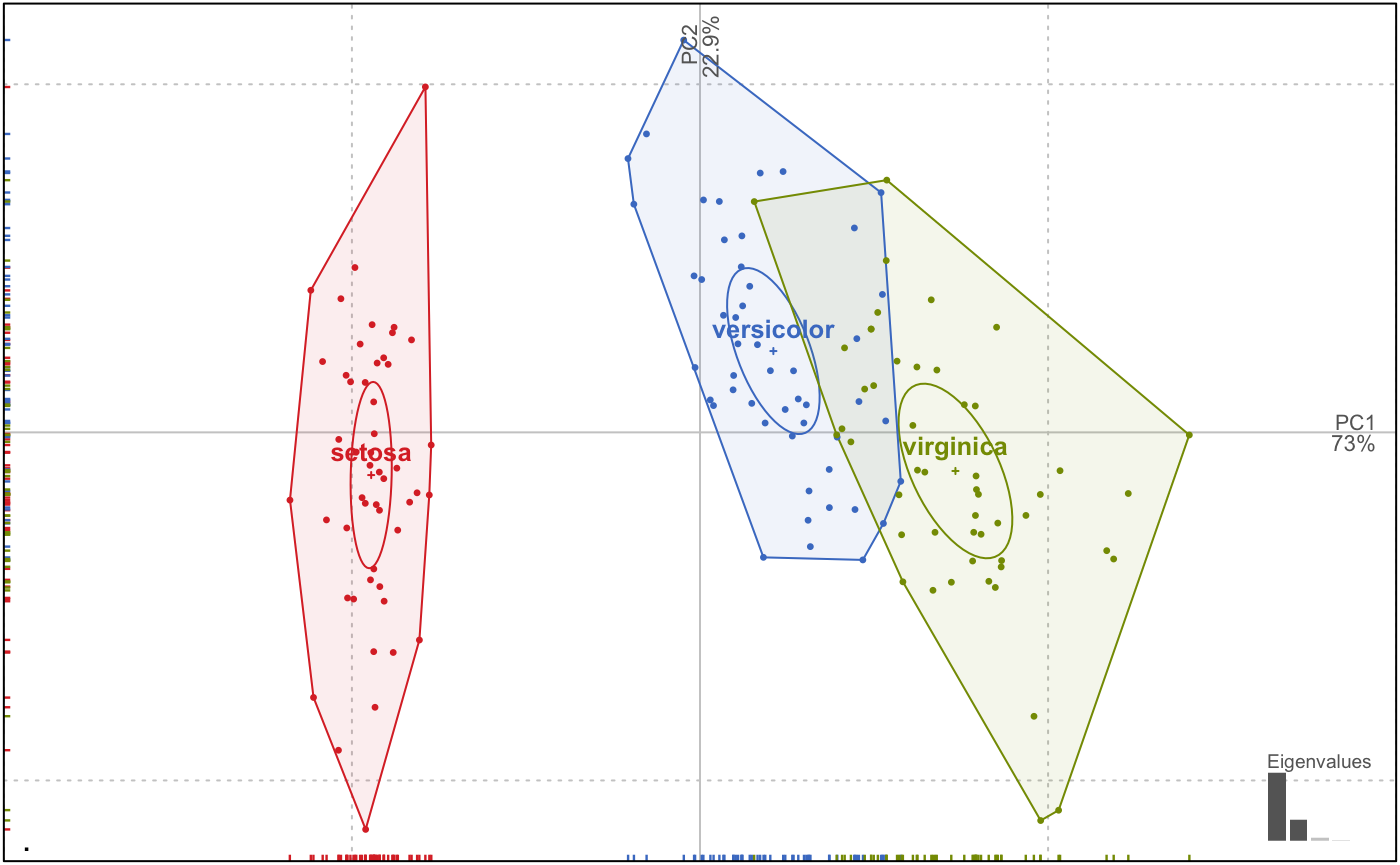 PC2
22.9%
versicolor
PC1
73%
virginica
setosa
Eigenvalues
.